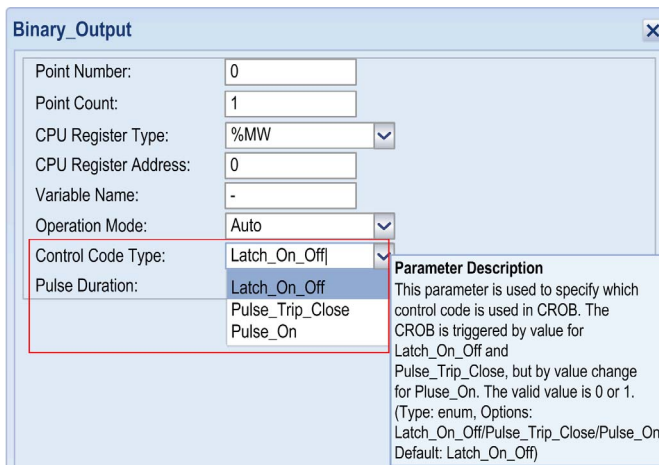 Binary_Output
Point Number:
0
Point Count:
1
CPU Register Type:
%MW
CPU Register Address:
0
Variable Name:
-
Operation Mode:
Auto
Control Code Type:
Latch_On_Off
Pulse Duration:
Latch_On_Off
Pulse_Trip_Close
Pulse_On
Parameter Description
This parameter is used to specify which
control code is used in CROB. The
CROB is triggered by value for
Latch_On_Off and
Pulse_Trip_Close, but by value change
for Pluse_On. The valid value is 0 or 1.
(Type: enum, Options:
Latch_On_Off/Pulse_Trip_Close/Pulse_On
Default: Latch_On_Off)